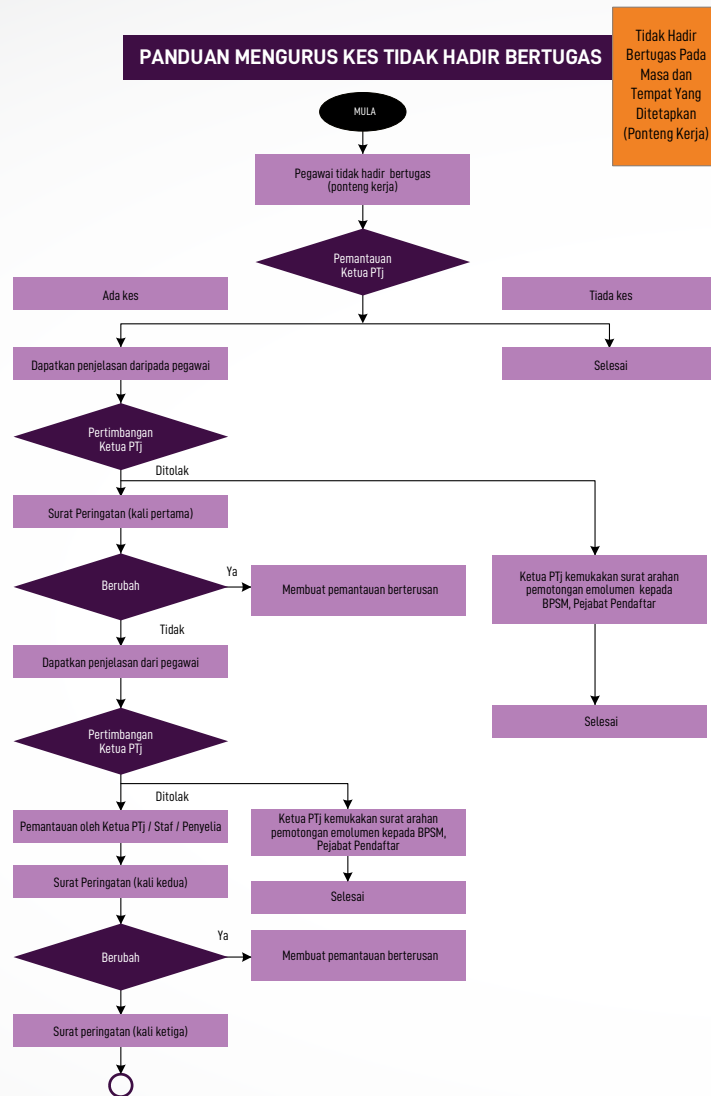 PANDUAN MENGURUS KES TIDAK HADIR BERTUGAS
Tidak Hadir
Bertugas Pada
Masa dan
Tempat Yang
Ditetapkan
(Ponteng Kerja)
MULA
Pegawai tidak hadir bertugas
(ponteng kerja)
Pemantauan
Ketua PTj
Ada kes
Tiada kes
Dapatkan penjelasan daripada pegawai
Selesai
Pertimbangan
Ketua PTj
Ditolak
Surat Peringatan (kali pertama)
Ketua PTj kemukakan surat arahan
pemotongan emolumen kepada
BPSM, Pejabat Pendaftar
Berubah
Ya
Membuat pemantauan berterusan
Tidak
Dapatkan penjelasan dari pegawai
Selesai
Pertimbangan
Ketua PTj
Ditolak
Pemantauan oleh Ketua PTj / Staf / Penyelia
Ketua PTj kemukakan surat arahan
pemotongan emolumen kepada BPSM,
Pejabat Pendaftar
Surat Peringatan (kali kedua)
Selesai
Berubah
Ya
Membuat pemantauan berterusan
Surat peringatan (kali ketiga)